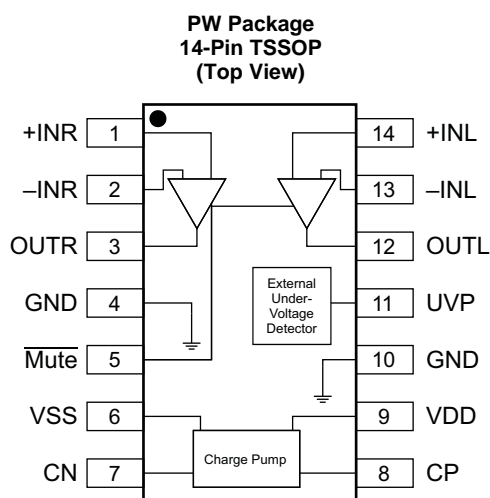 PW Package
14-Pin TSSOP
(Top View)
+INR 1 14 +INL
–INR 2 13 –INL
OUTR 3 12 OUTL
GND 4 11 UVP
Mute 5 10 GND
VSS 6 9 VDD
CN 7 8 CP
External
Under-
Voltage
Detector
Charge Pump